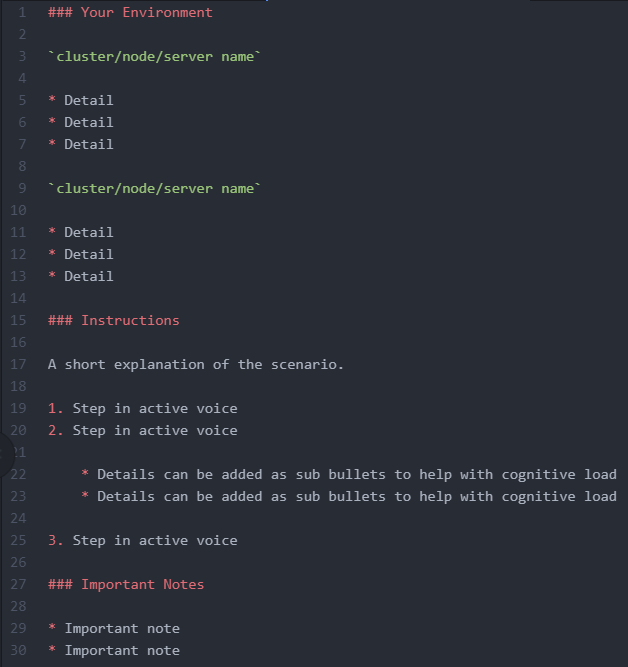 1 ### Your Environment
2
3 `cluster/node/server name`
4
5 * Detail
6 * Detail
7 * Detail
8
9 `cluster/node/server name`
10
11 * Detail
12 * Detail
13 * Detail
14
15 ### Instructions
16
17 A short explanation of the scenario.
18
19 1. Step in active voice
20 2. Step in active voice
21
22     * Details can be added as sub bullets to help with cognitive load
23     * Details can be added as sub bullets to help with cognitive load
24
25 3. Step in active voice
26
27 ### Important Notes
28
29 * Important note
30 * Important note